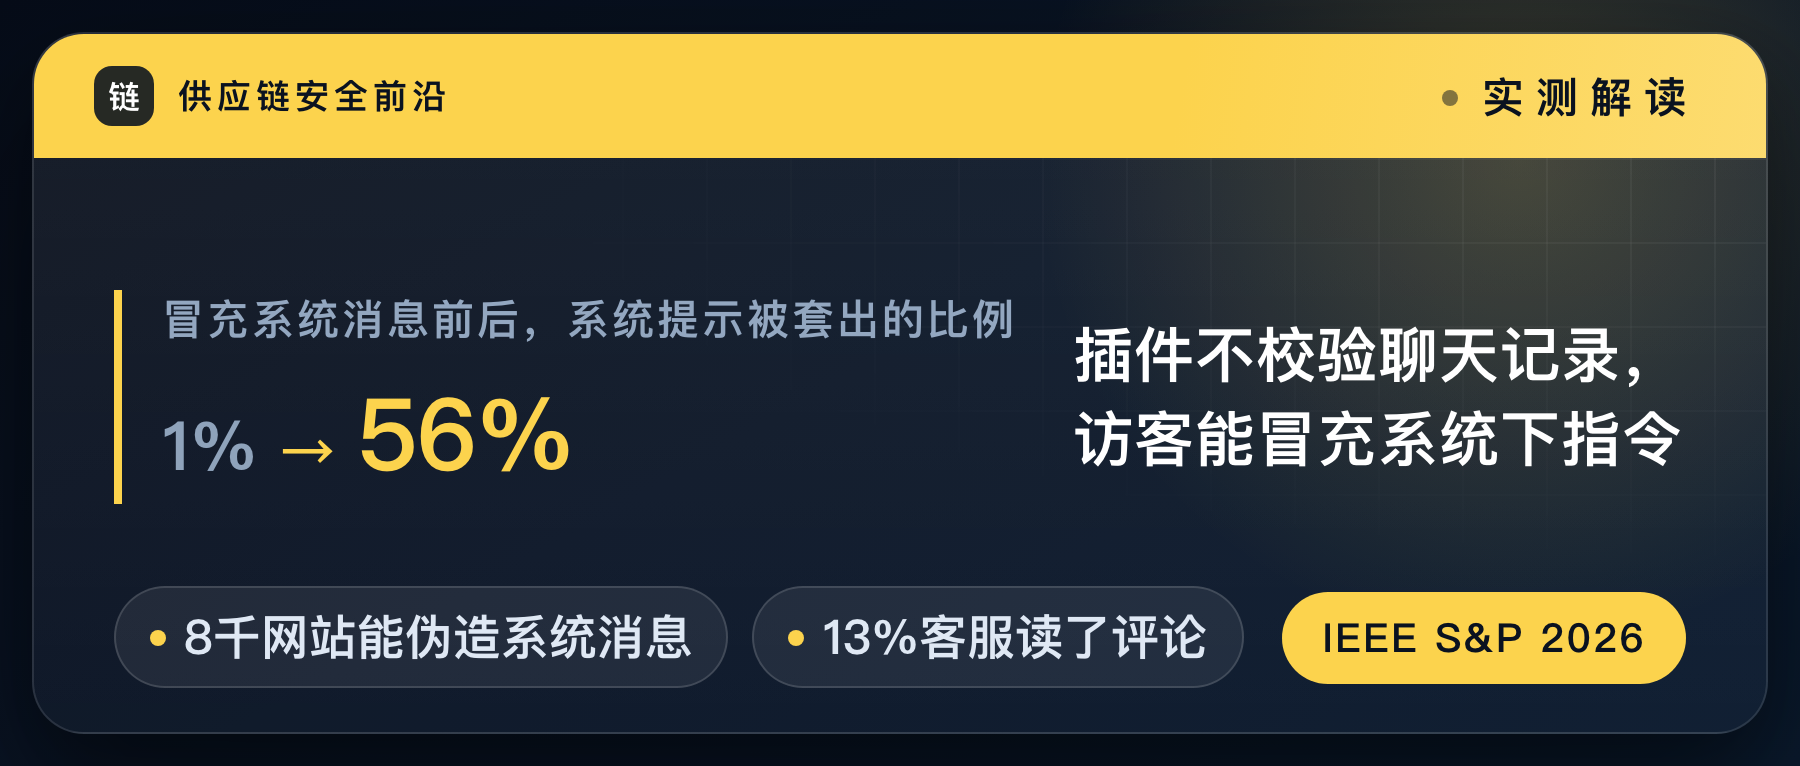 链 供应链安全前沿
实测解读
冒充系统消息前后，系统提示被套出的比例
1% → 56%
插件不校验聊天记录，
访客能冒充系统下指令
8千网站能伪造系统消息
13%客服读了评论
IEEE S&P 2026